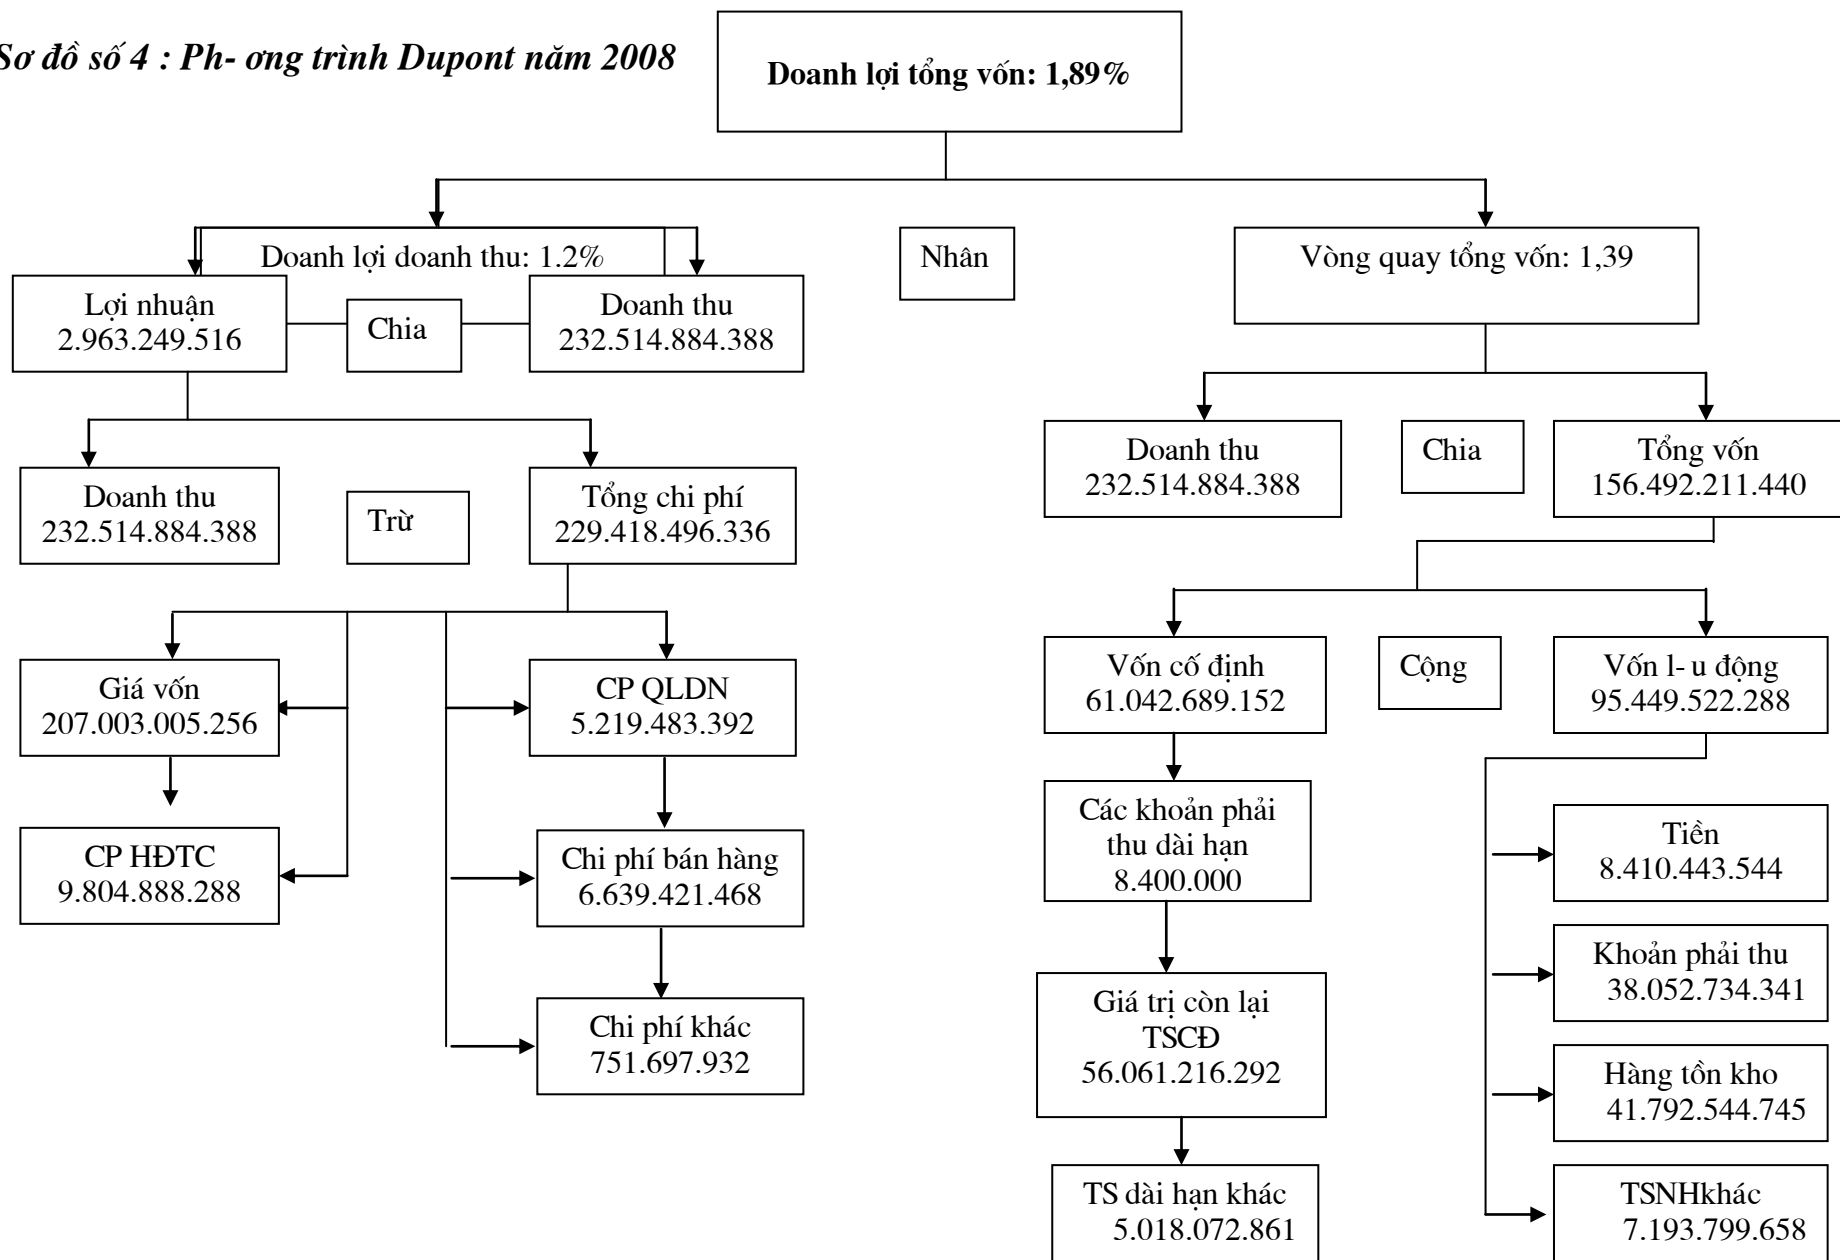 Sơ đồ số 4 : Ph- ơng trình Dupont năm 2008
Doanh lợi tổng vốn: 1,89%
Doanh lợi doanh thu: 1.2%
Nhân
Vòng quay tổng vốn: 1,39
Lợi nhuận
2.963.249.516
Chia
Doanh thu
232.514.884.388
Doanh thu
232.514.884.388
Chia
Tổng vốn
156.492.211.440
Doanh thu
232.514.884.388
Trừ
Tổng chi phí
229.418.496.336
Vốn cố định
61.042.689.152
Cộng
Vốn l- u động
95.449.522.288
Giá vốn
207.003.005.256
CP QLDN
5.219.483.392
CP HĐTC
9.804.888.288
Chi phí bán hàng
6.639.421.468
Chi phí khác
751.697.932
Các khoản phải
thu dài hạn
8.400.000
Giá trị còn lại
TSCĐ
56.061.216.292
TS dài hạn khác
5.018.072.861
Tiền
8.410.443.544
Khoản phải thu
38.052.734.341
Hàng tồn kho
41.792.544.745
TSNHkhác
7.193.799.658